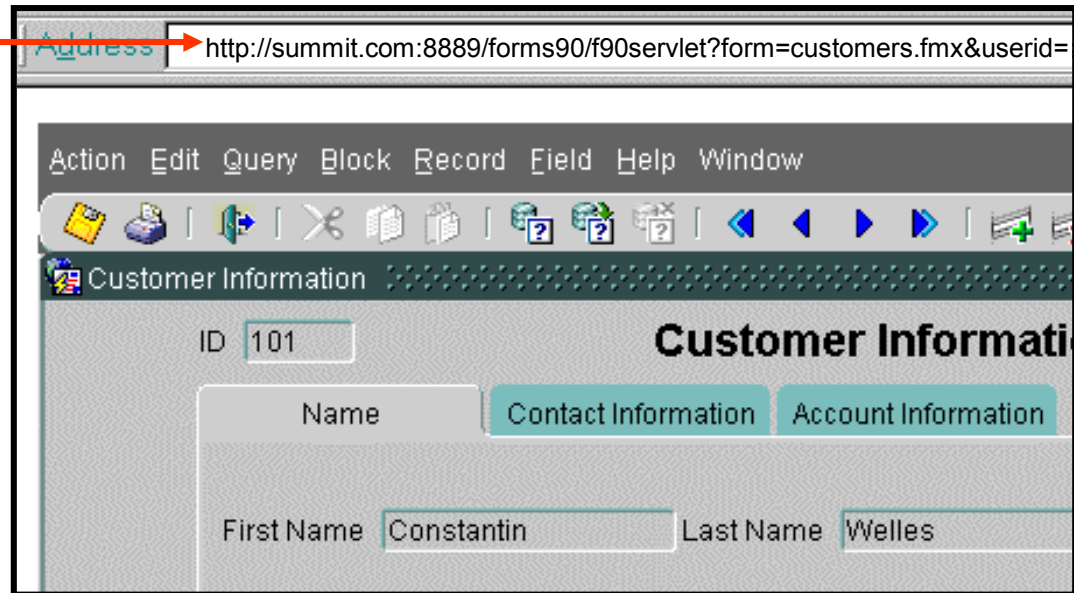 Address http://summit.com:8889/forms90/f90servlet?form=customers.fmx&userid=
Action Edit Query Block Record Field Help Window
Customer Information
ID 101 Customer Informati
Name Contact Information Account Information
First Name Constantin Last Name Welles